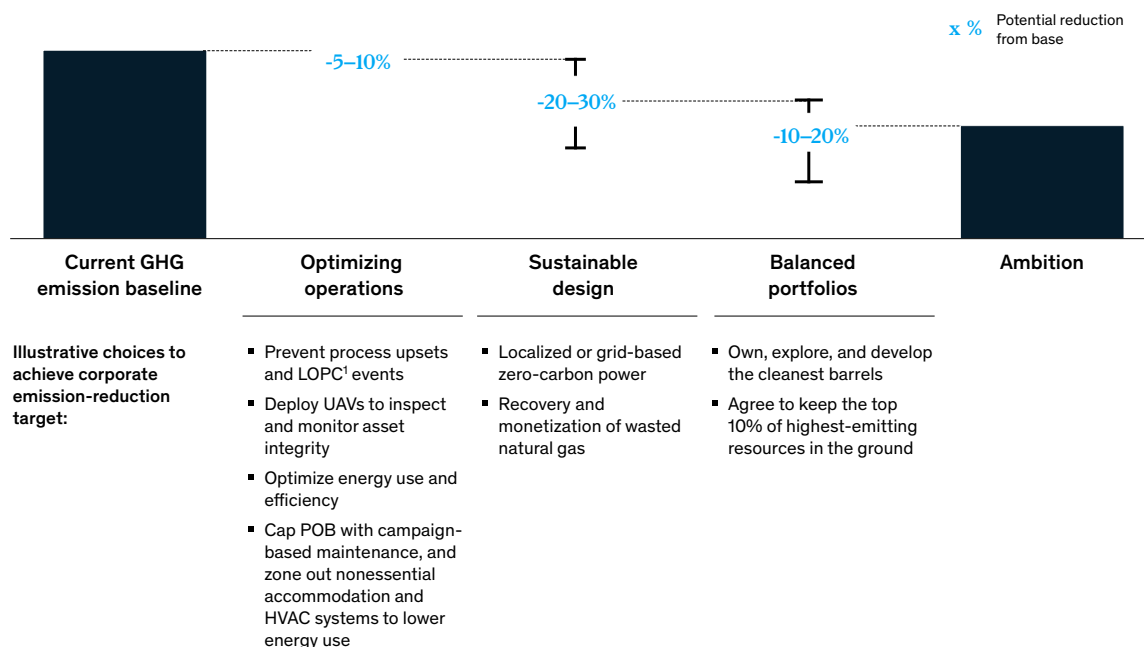 x % Potential reduction
from base
-5–10%
-20–30%
-10–20%
Current GHG
emission baseline
Optimizing
operations
Sustainable
design
Balanced
portfolios
Ambition
Illustrative choices to
achieve corporate
emission-reduction
target:
▪ Prevent process upsets
and LOPC¹ events
▪ Deploy UAVs to inspect
and monitor asset
integrity
▪ Optimize energy use and
efficiency
▪ Cap POB with campaign-
based maintenance, and
zone out nonessential
accommodation and
HVAC systems to lower
energy use
▪ Localized or grid-based
zero-carbon power
▪ Recovery and
monetization of wasted
natural gas
▪ Own, explore, and develop
the cleanest barrels
▪ Agree to keep the top
10% of highest-emitting
resources in the ground